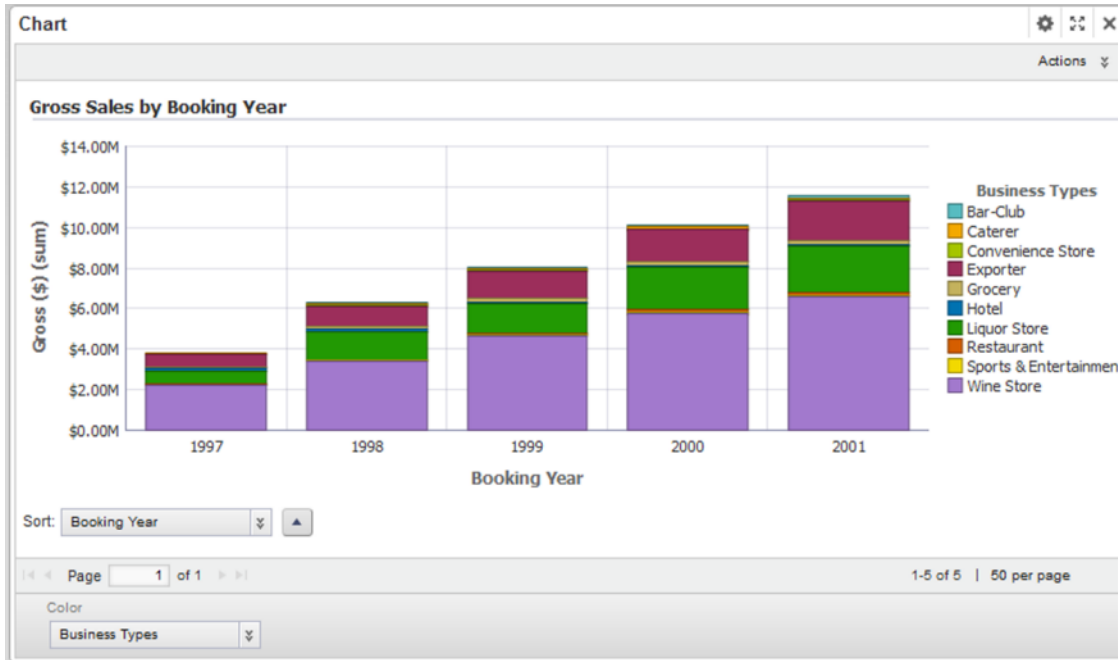 Chart
Actions
Gross Sales by Booking Year
$14.00M
$12.00M
$10.00M
$8.00M
$6.00M
$4.00M
$2.00M
$0.00M
Gross ($) (sum)
1997 1998 1999 2000 2001
Booking Year
Business Types
Bar-Club
Caterer
Convenience Store
Exporter
Grocery
Hotel
Liquor Store
Restaurant
Sports & Entertainmen
Wine Store
Sort: Booking Year
Page 1 of 1 1-5 of 5 | 50 per page
Color
Business Types